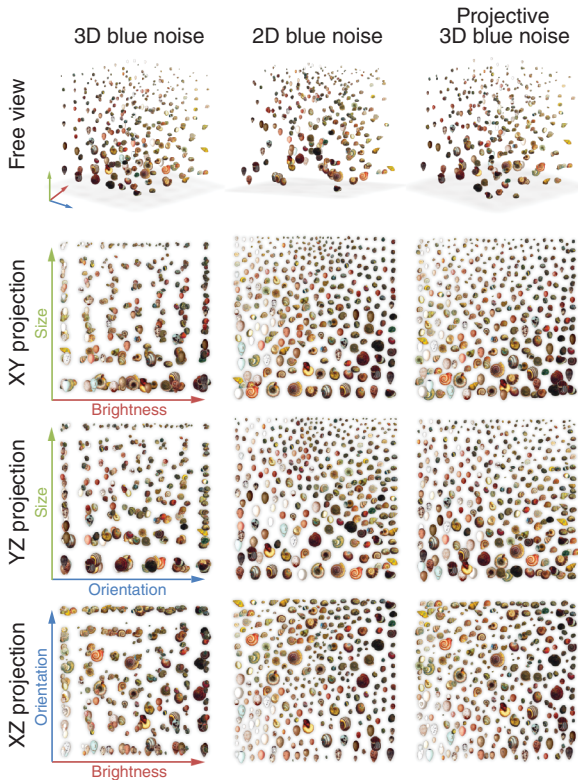 3D blue noise
2D blue noise
Projective
3D blue noise
Free view
XY projection
Size
Brightness
YZ projection
Size
Orientation
XZ projection
Orientation
Brightness